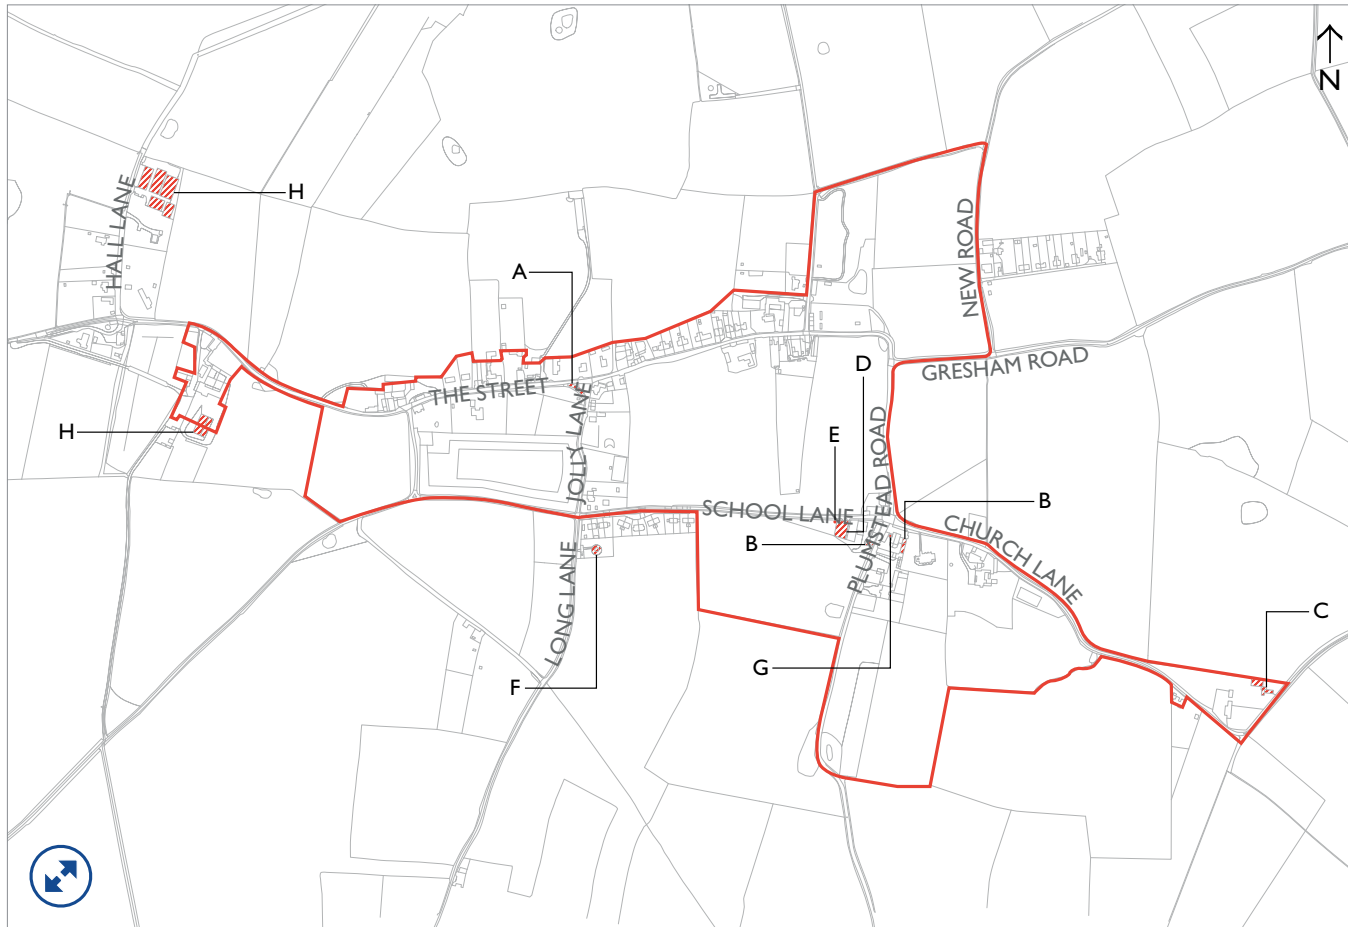 N
H
HALL LANE
A
NEW ROAD
GRESHAM ROAD
D
THE STREET
JOLLY LANE
H
E
PLUMSTEAD ROAD
SCHOOL LANE
B
CHURCH LANE
B
LONG LANE
C
G
F